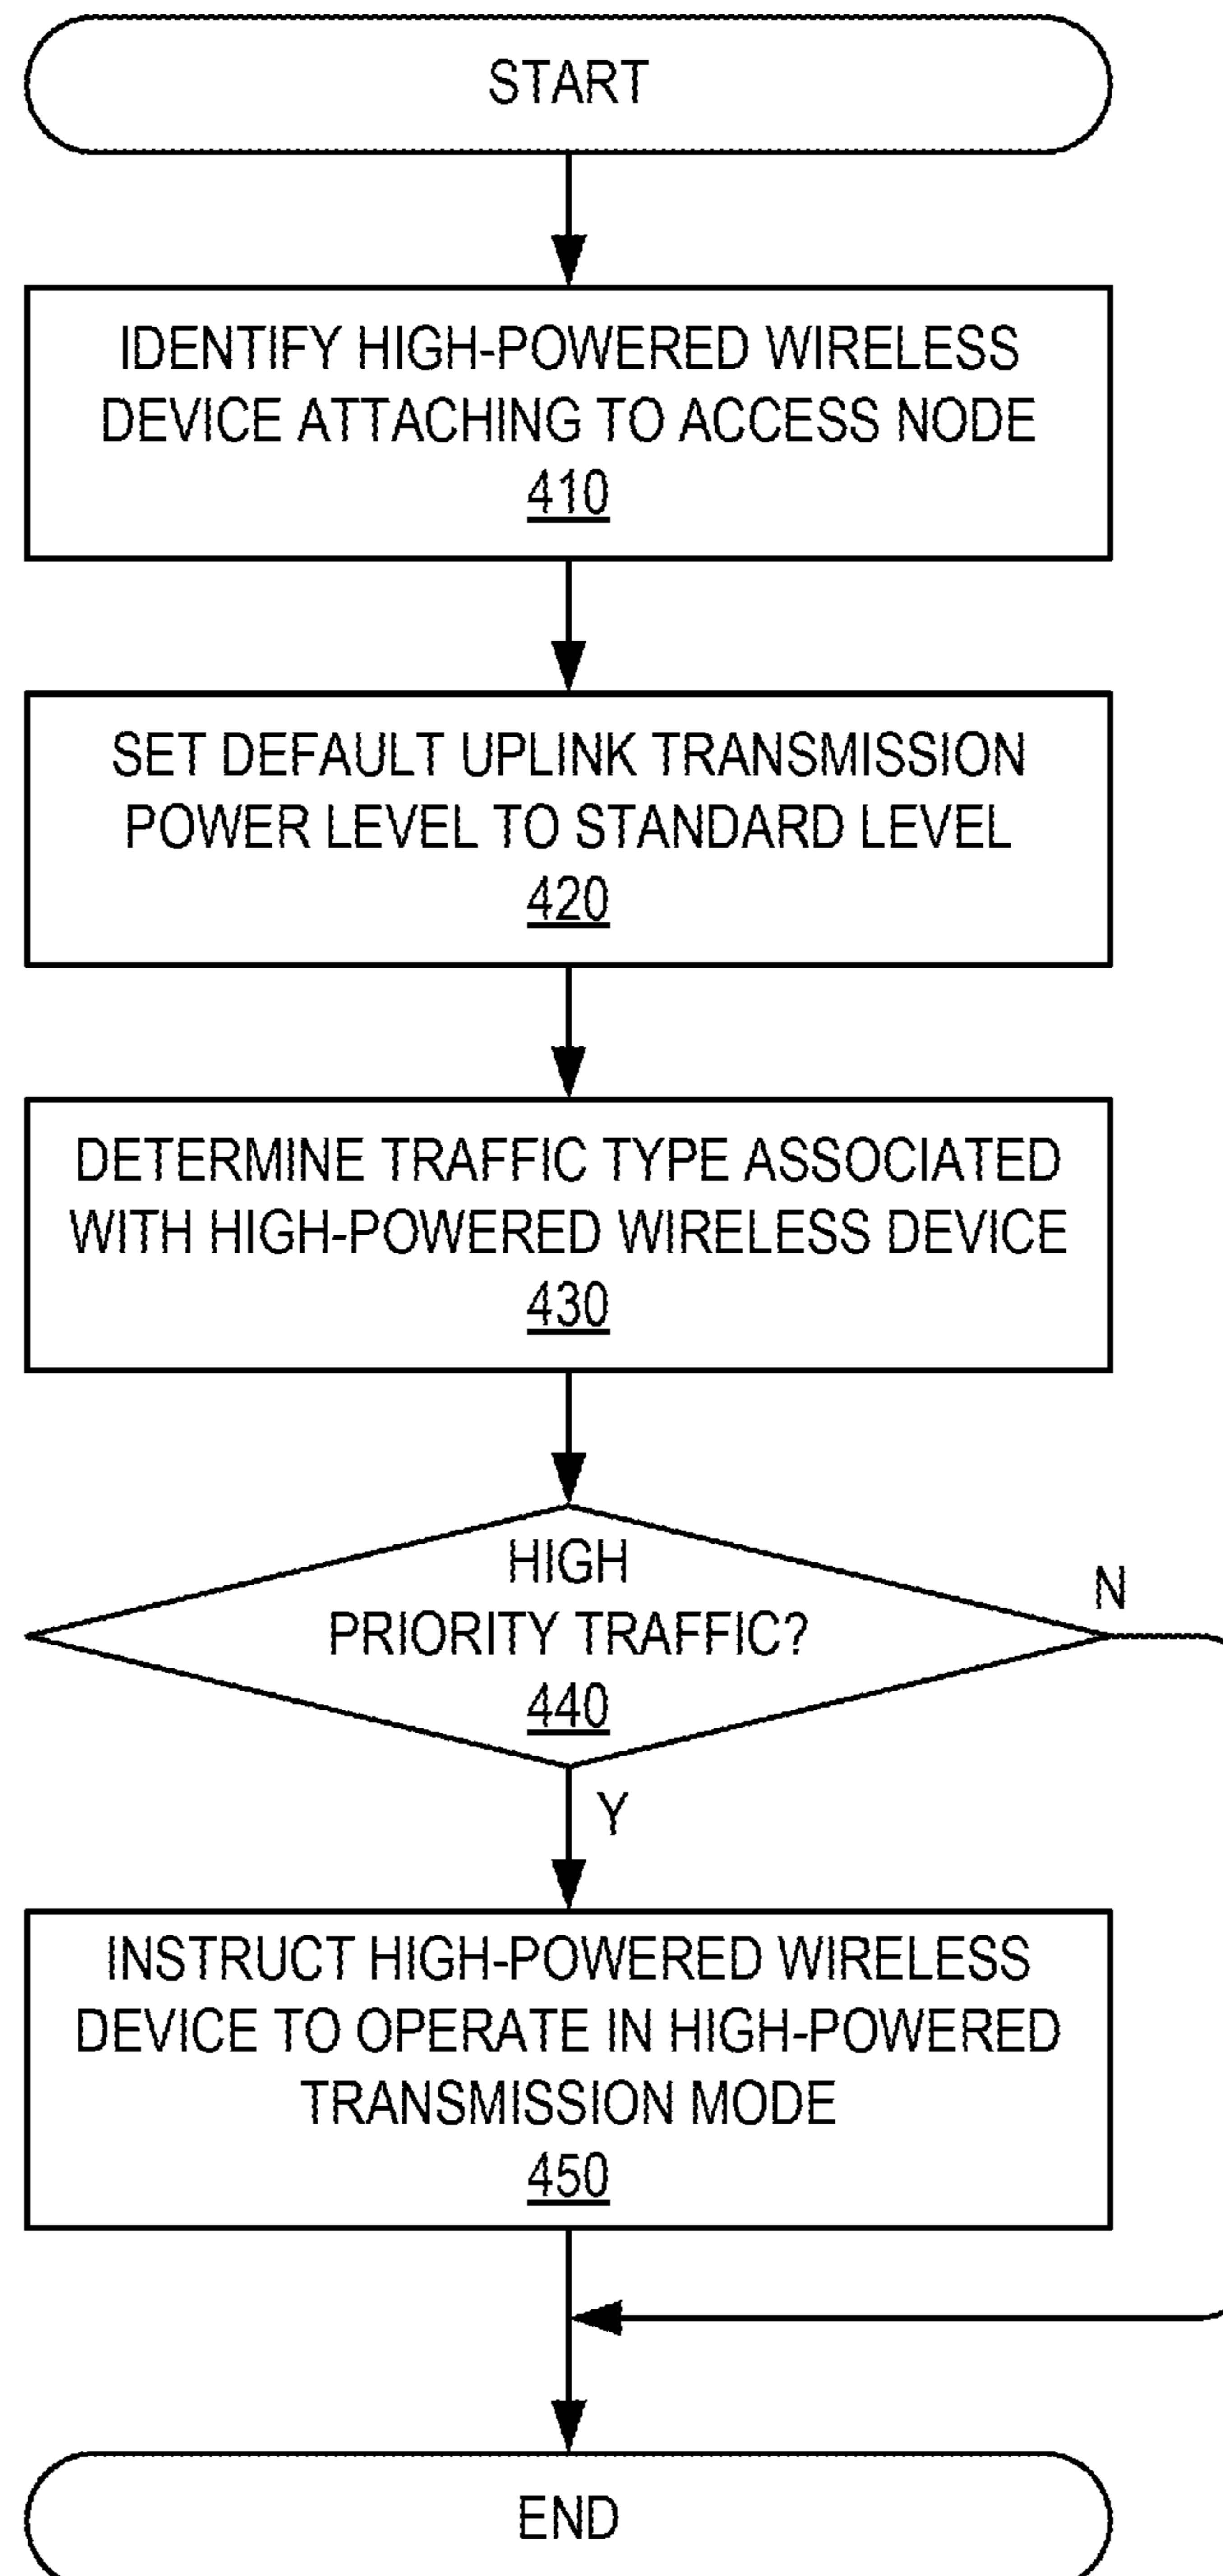 START
IDENTIFY HIGH-POWERED WIRELESS
DEVICE ATTACHING TO ACCESS NODE
410
SET DEFAULT UPLINK TRANSMISSION
POWER LEVEL TO STANDARD LEVEL
420
DETERMINE TRAFFIC TYPE ASSOCIATED
WITH HIGH-POWERED WIRELESS DEVICE
430
HIGH
PRIORITY TRAFFIC?
440
N
Y
INSTRUCT HIGH-POWERED WIRELESS
DEVICE TO OPERATE IN HIGH-POWERED
TRANSMISSION MODE
450
END